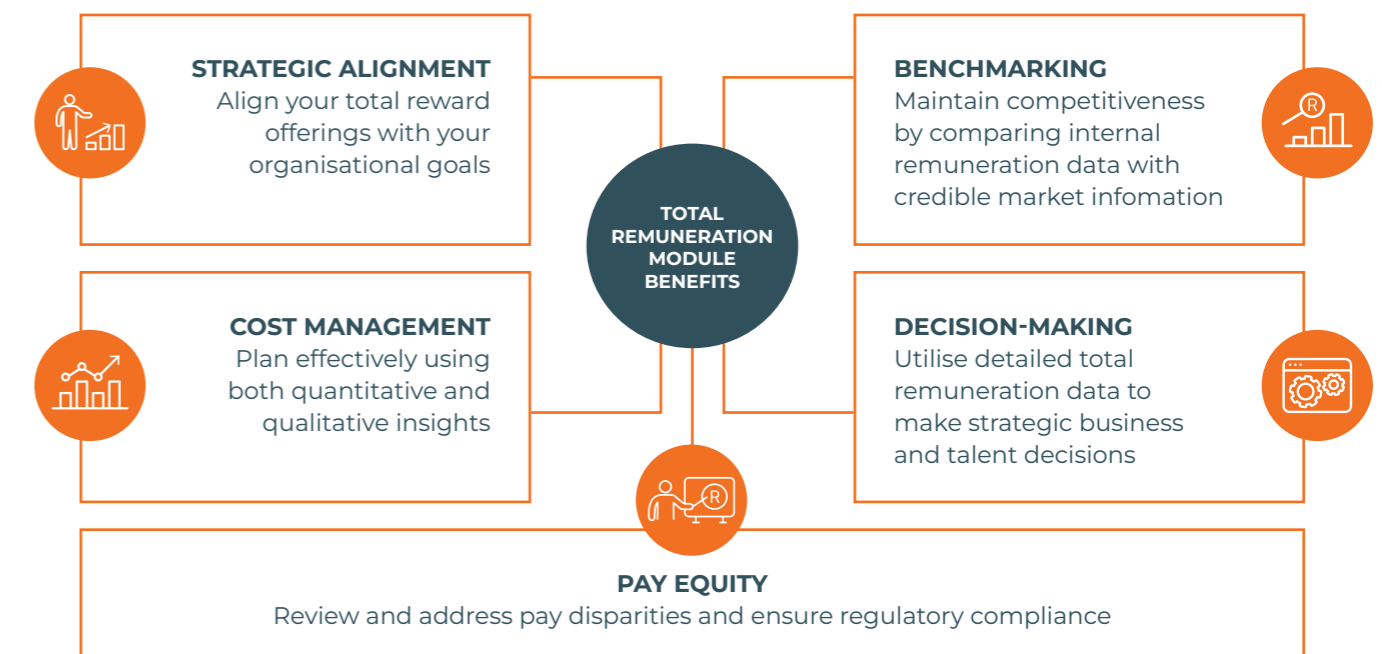 STRATEGIC ALIGNMENT
Align your total reward
offerings with your
organisational goals
BENCHMARKING
Maintain competitiveness
by comparing internal
remuneration data with
credible market infomation
TOTAL
REMUNERATION
MODULE
BENEFITS
COST MANAGEMENT
Plan effectively using
both quantitative and
qualitative insights
DECISION-MAKING
Utilise detailed total
remuneration data to
make strategic business
and talent decisions
R
R
PAY EQUITY
Review and address pay disparities and ensure regulatory compliance